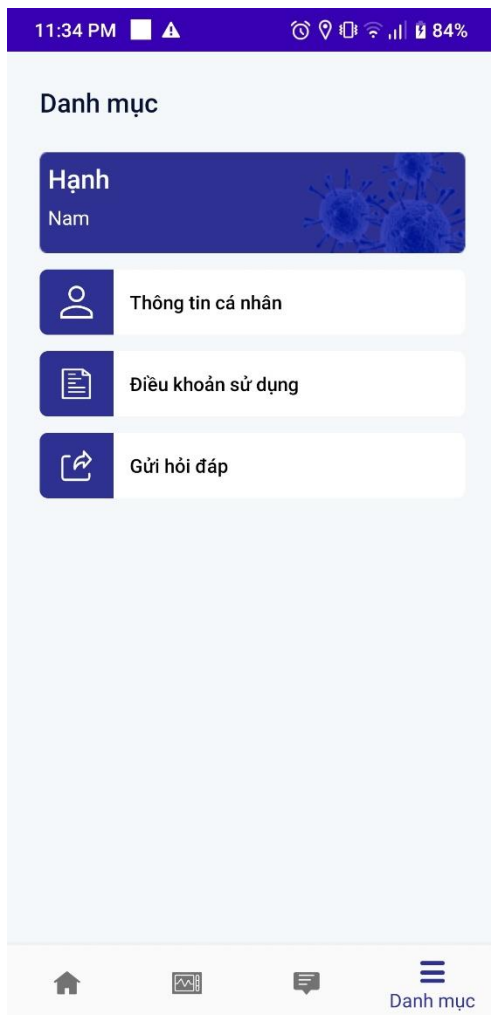 11:34 PM 84%
Danh mục
Hạnh
Nam
Thông tin cá nhân
Điều khoản sử dụng
Gửi hỏi đáp
Danh mục